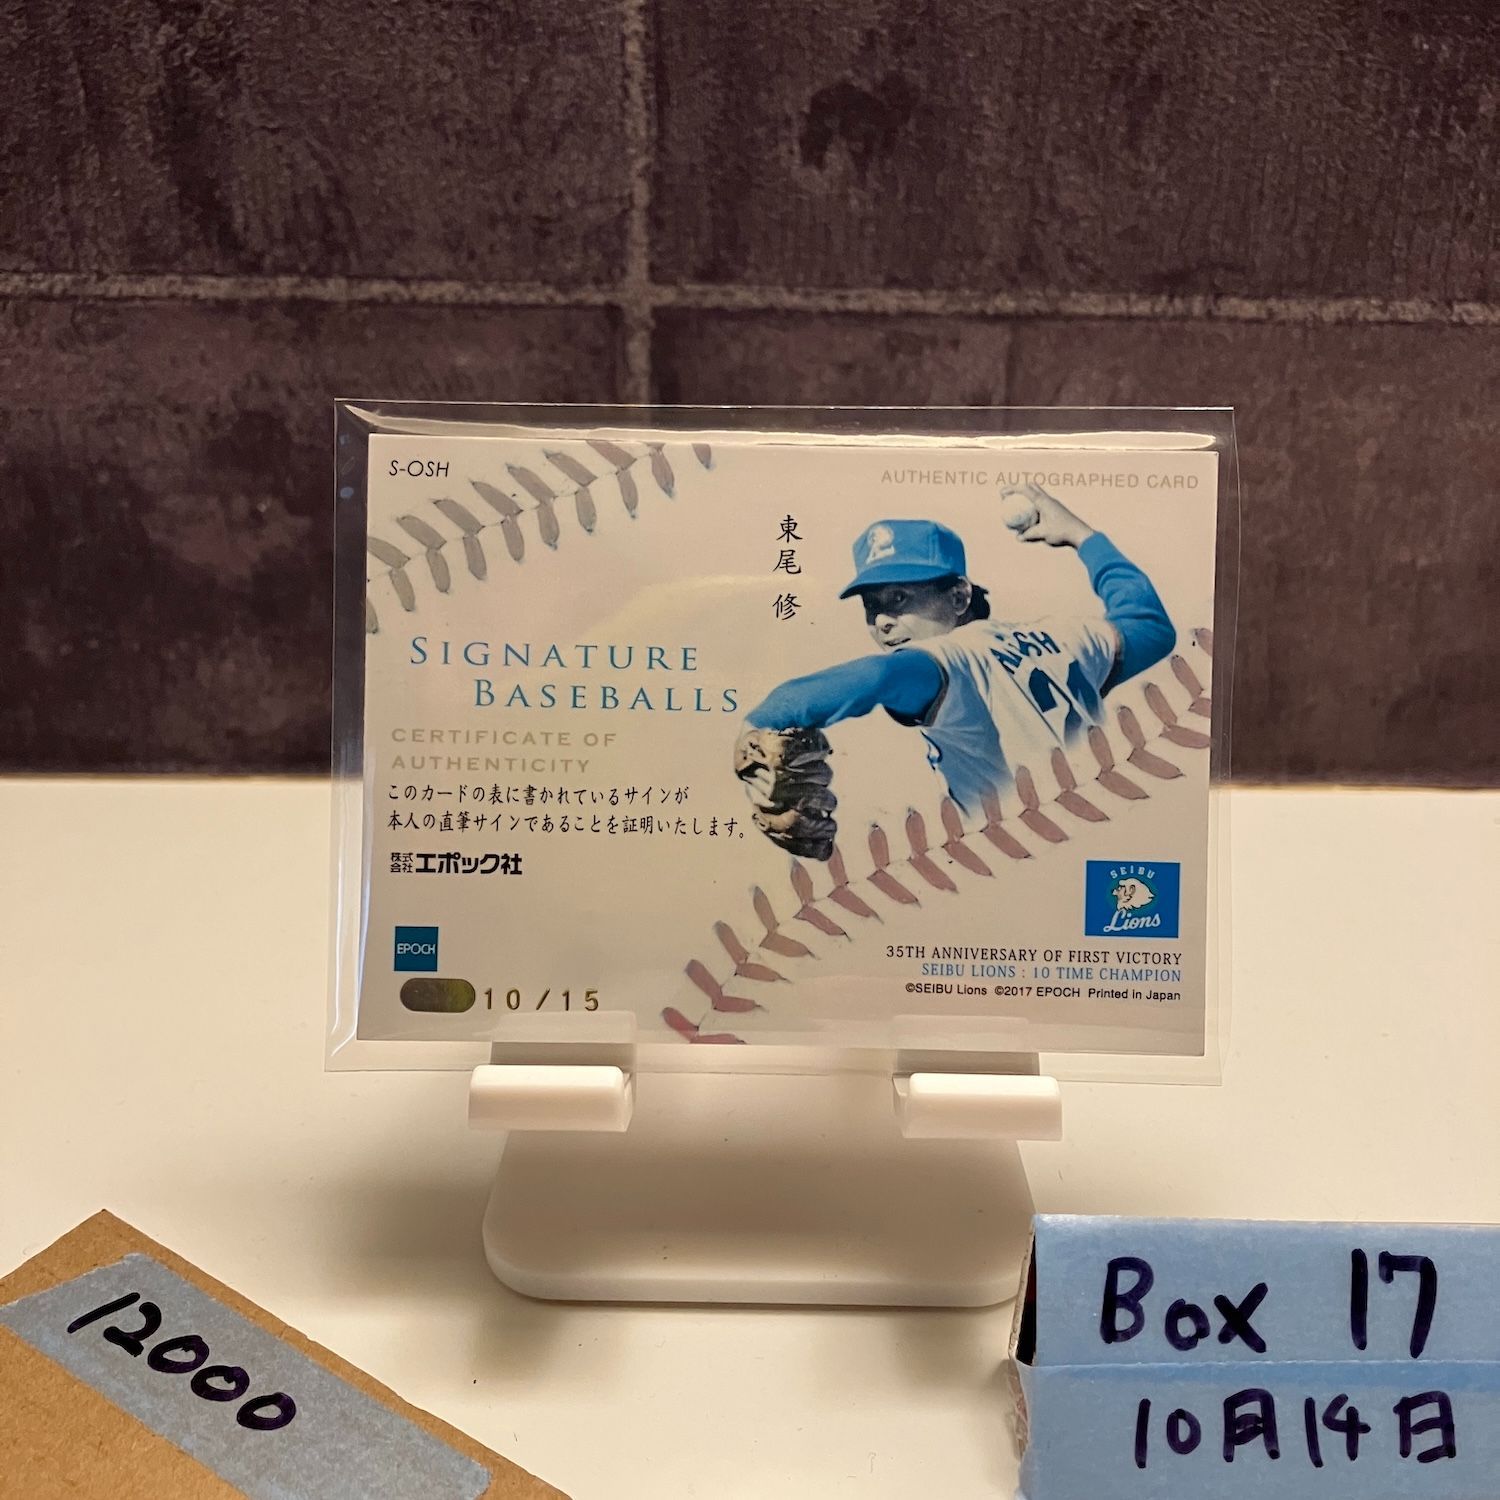 S-OSH
AUTHENTIC AUTOGRAPHED CARD
東尾 修
SIGNATURE
BASEBALLS
CERTIFICATE OF
AUTHENTICITY
このカードの表に書かれているサインが
本人の直筆サインであることを証明いたします。
株式会社エポック社
EPOCH
10/15
SEIBU
Lions
35TH ANNIVERSARY OF FIRST VICTORY
SEIBU LIONS : 10 TIME CHAMPION
©SEIBU Lions ©2017 EPOCH Printed in Japan
12000
Box 17
10月14日